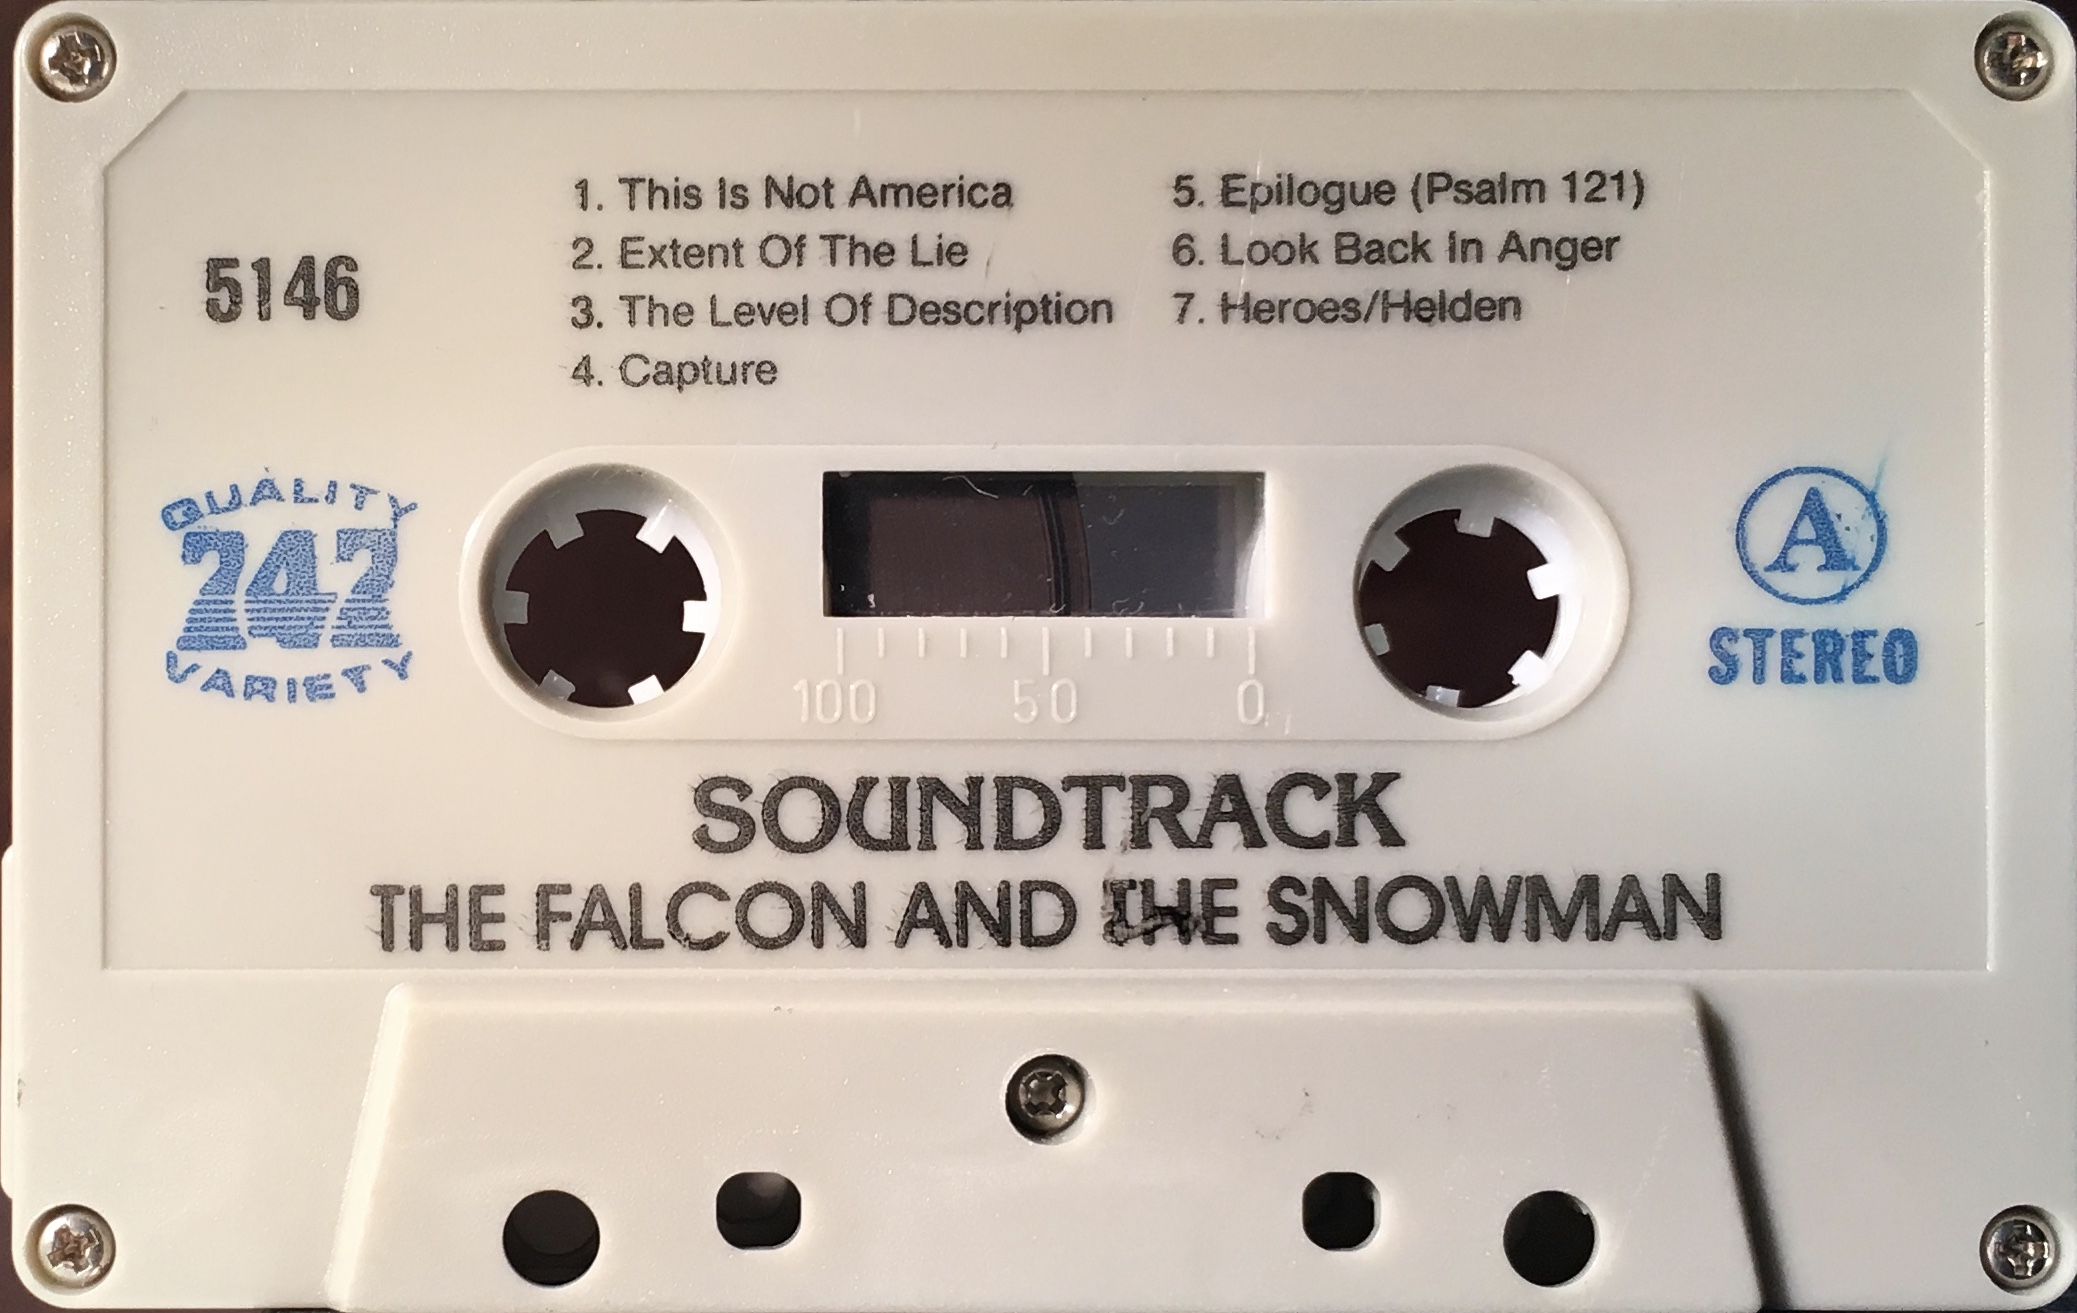 1. This Is Not America
2. Extent Of The Lie
3. The Level Of Description
4. Capture
5. Epilogue (Psalm 121)
6. Look Back In Anger
7. Heroes/Helden
5146
QUALITY
242
VARIETY
A
STEREO
100 50 0
SOUNDTRACK
THE FALCON AND THE SNOWMAN